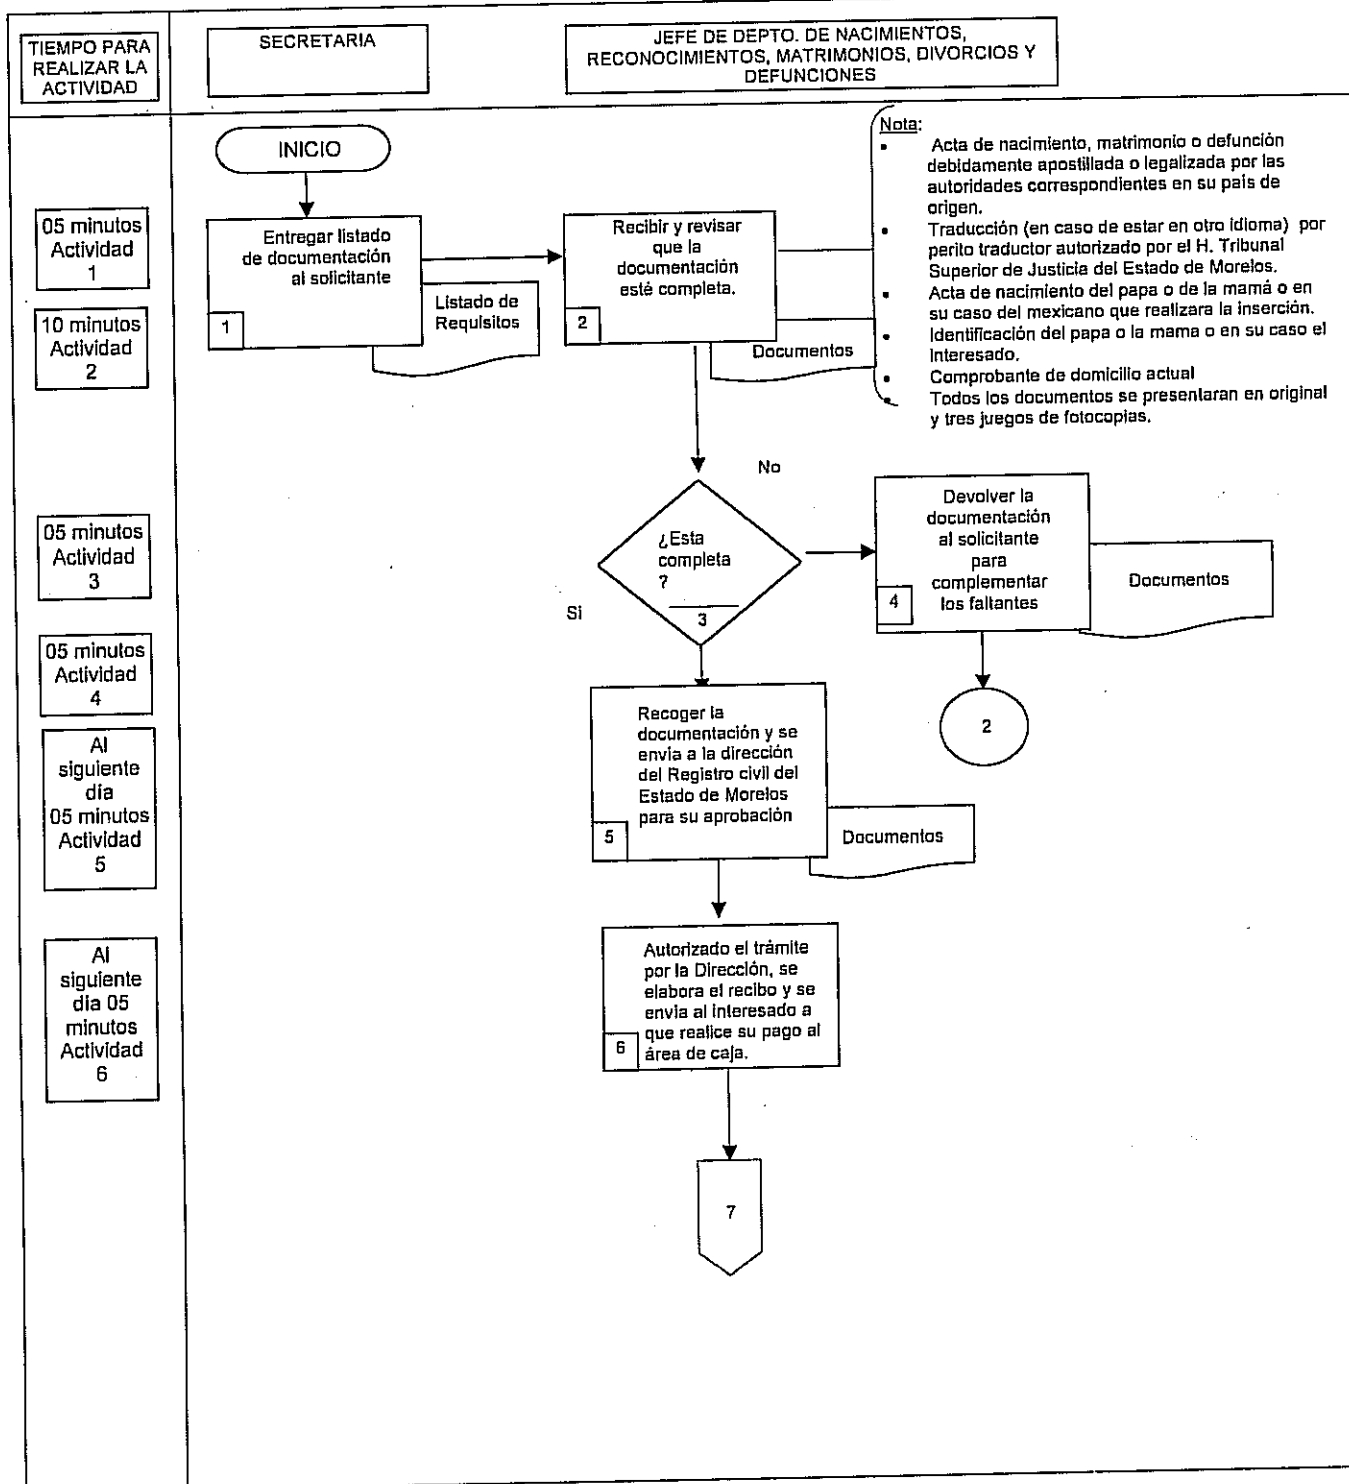 TIEMPO PARA
REALIZAR LA
ACTIVIDAD
SECRETARIA
JEFE DE DEPTO. DE NACIMIENTOS,
RECONOCIMIENTOS, MATRIMONIOS, DIVORCIOS Y
DEFUNCIONES
INICIO
05 minutos
Actividad
1
Entregar listado
de documentación
al solicitante
1
Listado de
Requisitos
Recibir y revisar
que la
documentación
esté completa.
2
Documentos
Nota:
• Acta de nacimiento, matrimonio o defunción
debidamente apostillada o legalizada por las
autoridades correspondientes en su país de
origen.
• Traducción (en caso de estar en otro idioma) por
perito traductor autorizado por el H. Tribunal
Superior de Justicia del Estado de Morelos.
• Acta de nacimiento del papa o de la mamá o en
su caso del mexicano que realizara la inserción.
• Identificación del papa o la mama o en su caso el
interesado.
• Comprobante de domicilio actual
• Todos los documentos se presentaran en original
y tres juegos de fotocopias.
10 minutos
Actividad
2
05 minutos
Actividad
3
¿Esta
completa
?
3
No
Si
Devolver la
documentación
al solicitante
para
complementar
los faltantes
4
Documentos
2
05 minutos
Actividad
4
Al
siguiente
día
05 minutos
Actividad
5
Recoger la
documentación y se
envia a la dirección
del Registro civil del
Estado de Morelos
para su aprobación
5
Documentos
Al
siguiente
día 05
minutos
Actividad
6
Autorizado el trámite
por la Dirección, se
elabora el recibo y se
envia al interesado a
que realice su pago al
área de caja.
6
7